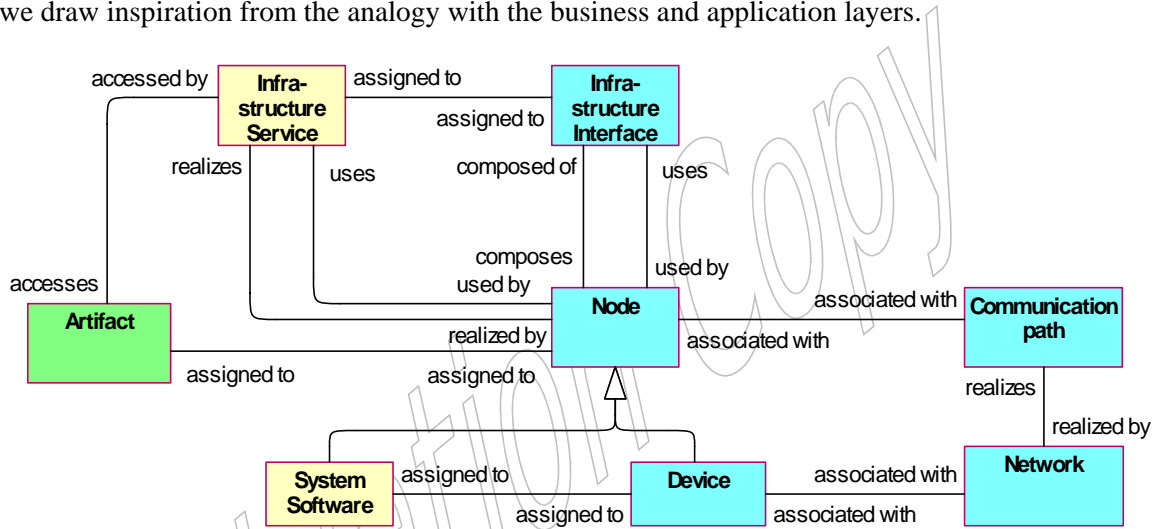 we draw inspiration from the analogy with the business and application layers.
accessed by
Infra-
structure
Service
assigned to
assigned to
Infra-
structure
Interface
realizes
uses
composed of
uses
accesses
composes
used by
used by
Artifact
Node
associated with
Communication
path
realized by
associated with
assigned to
assigned to
realizes
realized by
System
Software
assigned to
assigned to
Device
associated with
associated with
Network
Copy